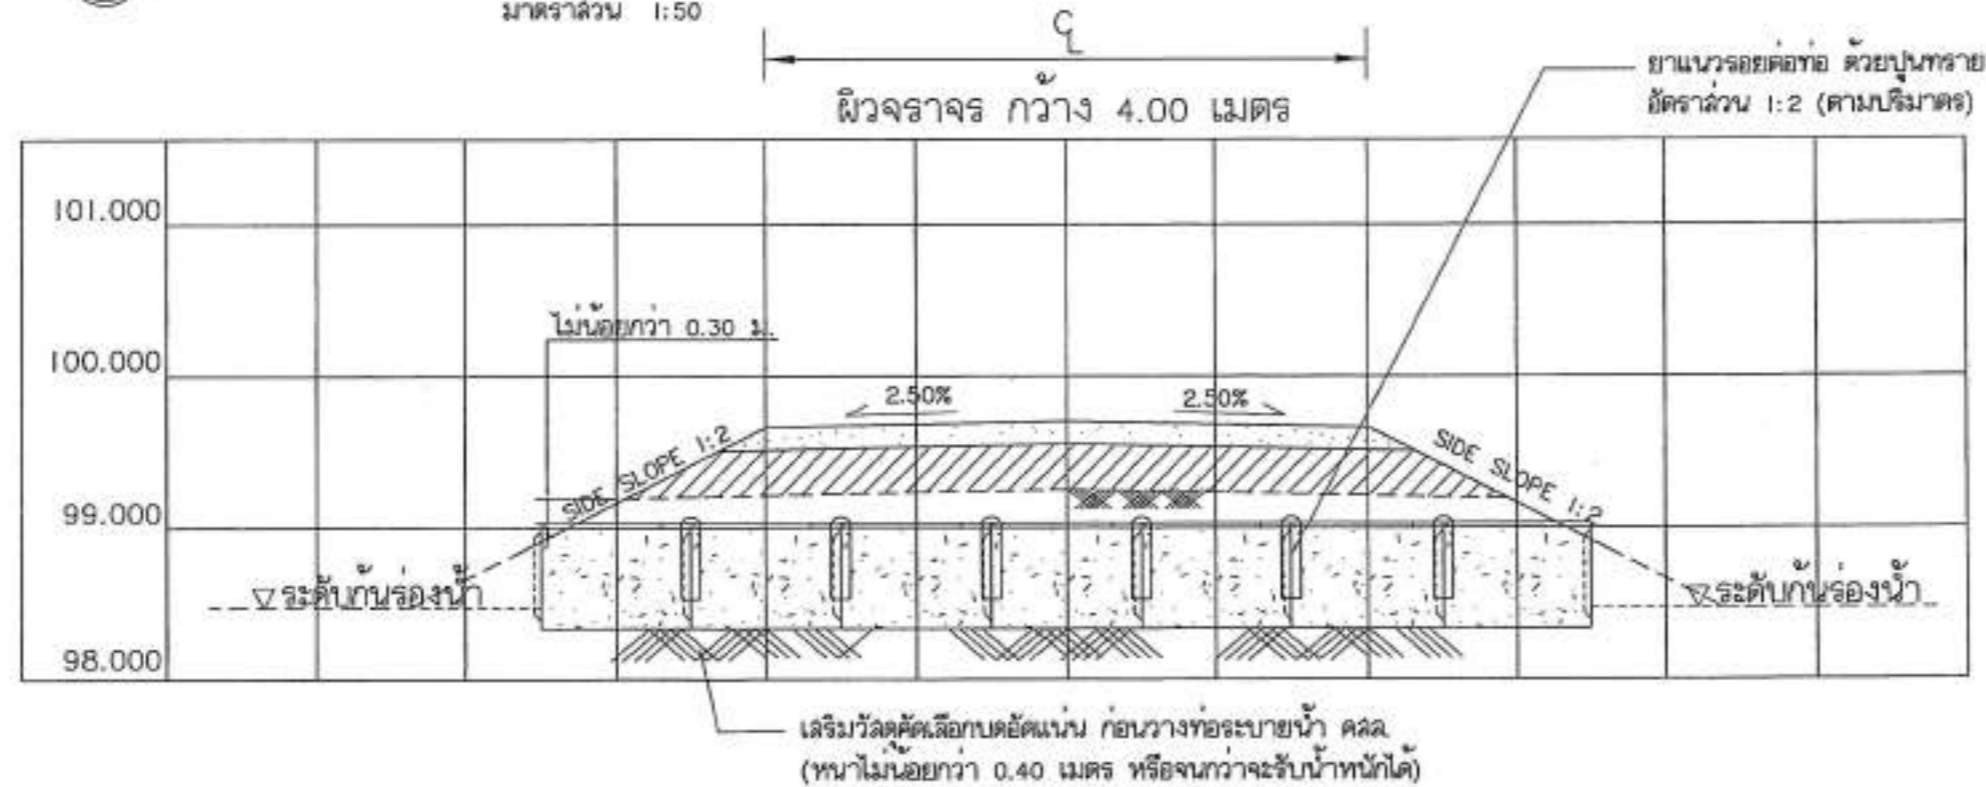 มาตราส่วน 1:50
CL
ผิวจราจร กว้าง 4.00 เมตร
ยาแนวรอยต่อท่อ ด้วยปูนทราย
อัตราส่วน 1:2 (ตามปริมาตร)
101.000
ไม่น้อยกว่า 0.30 ม.
100.000
2.50%
2.50%
SIDE SLOPE 1:2
SIDE SLOPE 1:2
99.000
ระดับก้นร่องน้ำ
ระดับก้นร่องน้ำ
98.000
เสริมวัสดุคัดเลือกบดอัดแน่น ก่อนวางท่อระบายน้ำ คสล.
(หนาไม่น้อยกว่า 0.40 เมตร หรือจนกว่าจะรับน้ำหนักได้)